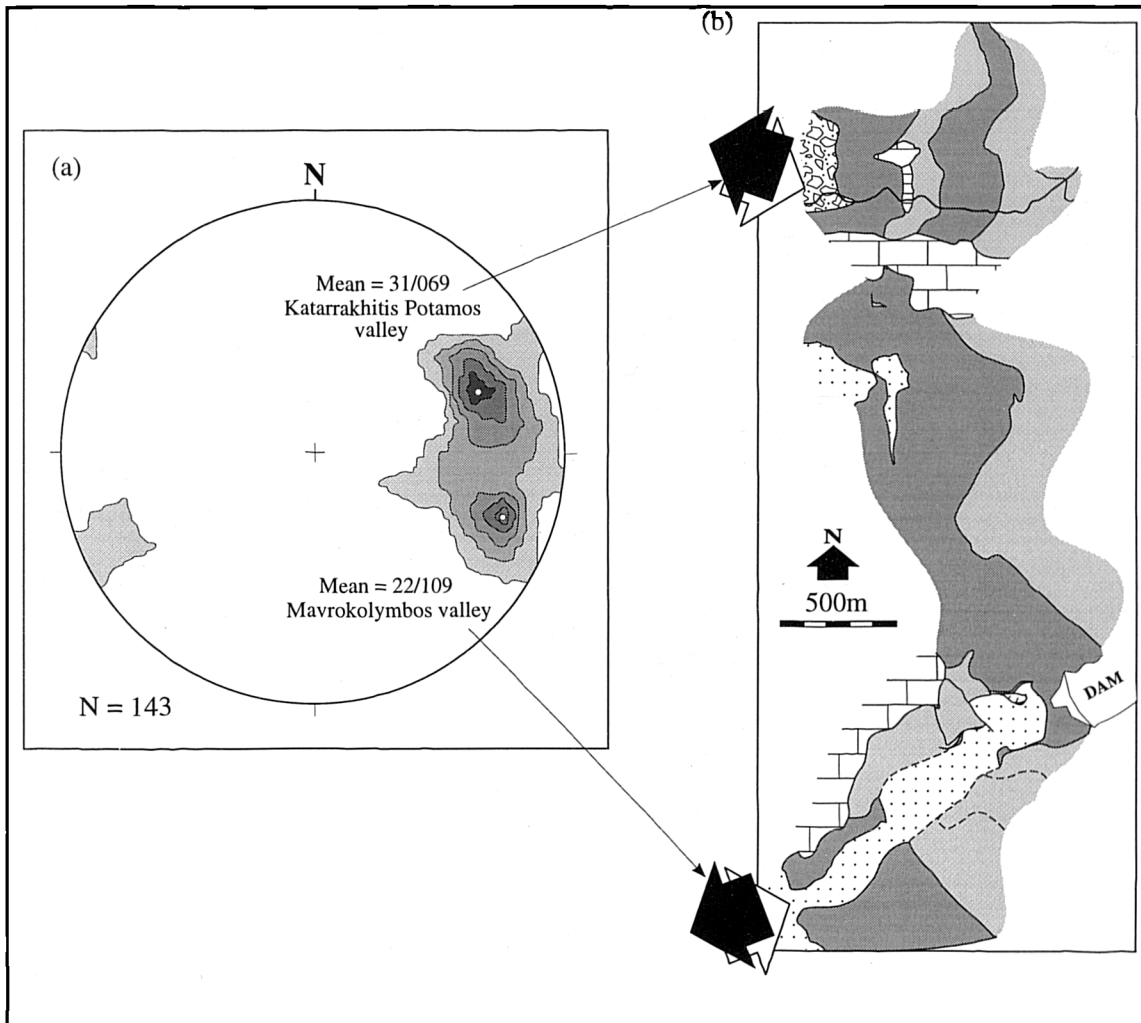 (a)
N
Mean = 31/069
Katarrakhitis Potamos
valley
Mean = 22/109
Mavrokolymbos valley
N = 143
(b)
N
500m
DAM